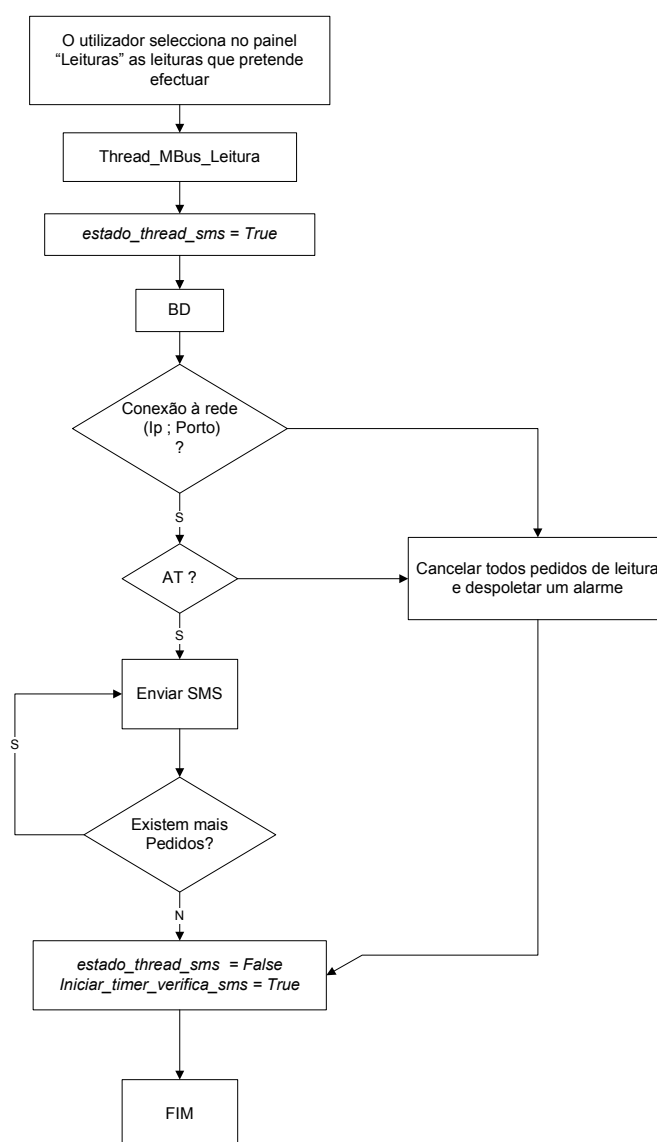 O utilizador selecciona no painel
“Leituras” as leituras que pretende
efectuar
Thread_MBus_Leitura
estado_thread_sms = True
BD
Conexão à rede
(Ip ; Porto)
?
S
AT ?
Cancelar todos pedidos de leitura
e despoletar um alarme
S
Enviar SMS
S
Existem mais
Pedidos?
N
estado_thread_sms = False
Iniciar_timer_verifica_sms = True
FIM